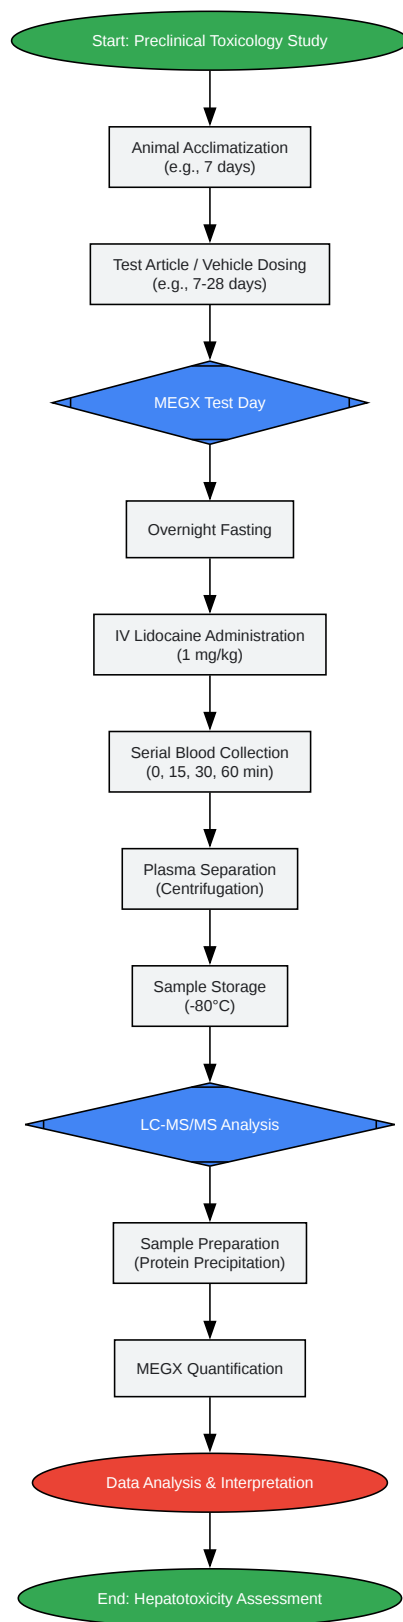 Start: Preclinical Toxicology Study
Animal Acclimatization
(e.g., 7 days)
Test Article / Vehicle Dosing
(e.g., 7-28 days)
MEGX Test Day
Overnight Fasting
IV Lidocaine Administration
(1 mg/kg)
Serial Blood Collection
(0, 15, 30, 60 min)
Plasma Separation
(Centrifugation)
Sample Storage
(-80°C)
LC-MS/MS Analysis
Sample Preparation
(Protein Precipitation)
MEGX Quantification
Data Analysis & Interpretation
End: Hepatotoxicity Assessment